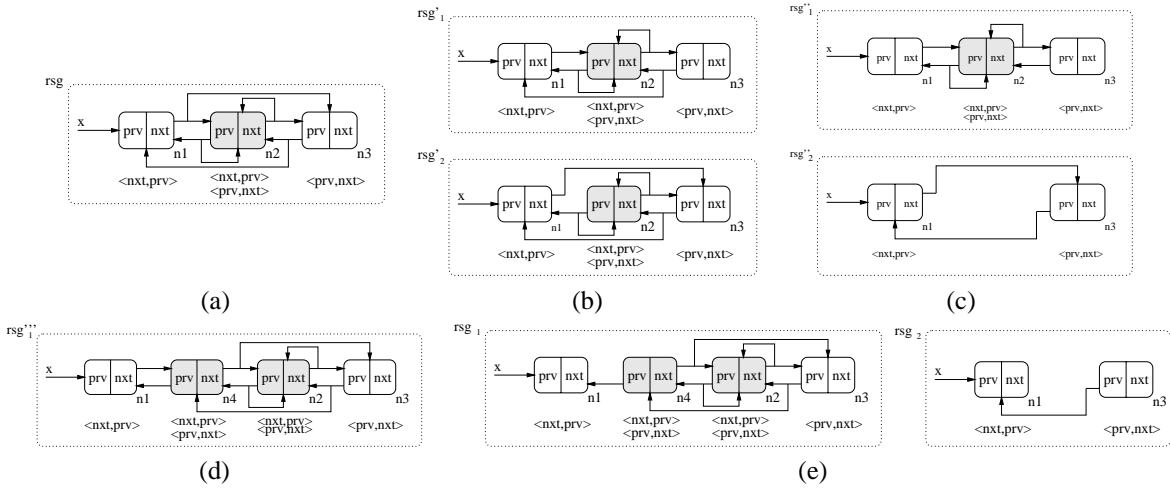 rsg
x
prv nxt
prv nxt
prv nxt
n1
n2
n3
<nxt,prv>
<nxt,prv>
<prv,nxt>
<prv,nxt>
(a)
rsg'1
x
prv nxt
prv nxt
prv nxt
n1
n2
n3
<nxt,prv>
<nxt,prv>
<prv,nxt>
<prv,nxt>
rsg'2
x
prv nxt
prv nxt
prv nxt
n1
n2
n3
<nxt,prv>
<nxt,prv>
<prv,nxt>
<prv,nxt>
(b)
rsg''1
x
prv nxt
prv nxt
prv nxt
n1
n2
n3
<nxt,prv>
<nxt,prv>
<prv,nxt>
<prv,nxt>
rsg''2
x
prv nxt
prv nxt
n1
n3
<nxt,prv>
<prv,nxt>
(c)
rsg'''1
x
prv nxt
prv nxt
prv nxt
prv nxt
n1
n4
n2
n3
<nxt,prv>
<nxt,prv>
<prv,nxt>
<nxt,prv>
<prv,nxt>
<prv,nxt>
(d)
rsg 1
x
prv nxt
prv nxt
prv nxt
prv nxt
n1
n4
n2
n3
<nxt,prv>
<nxt,prv>
<prv,nxt>
<nxt,prv>
<prv,nxt>
<prv,nxt>
rsg 2
x
prv nxt
prv nxt
n1
n3
<nxt,prv>
<prv,nxt>
(e)